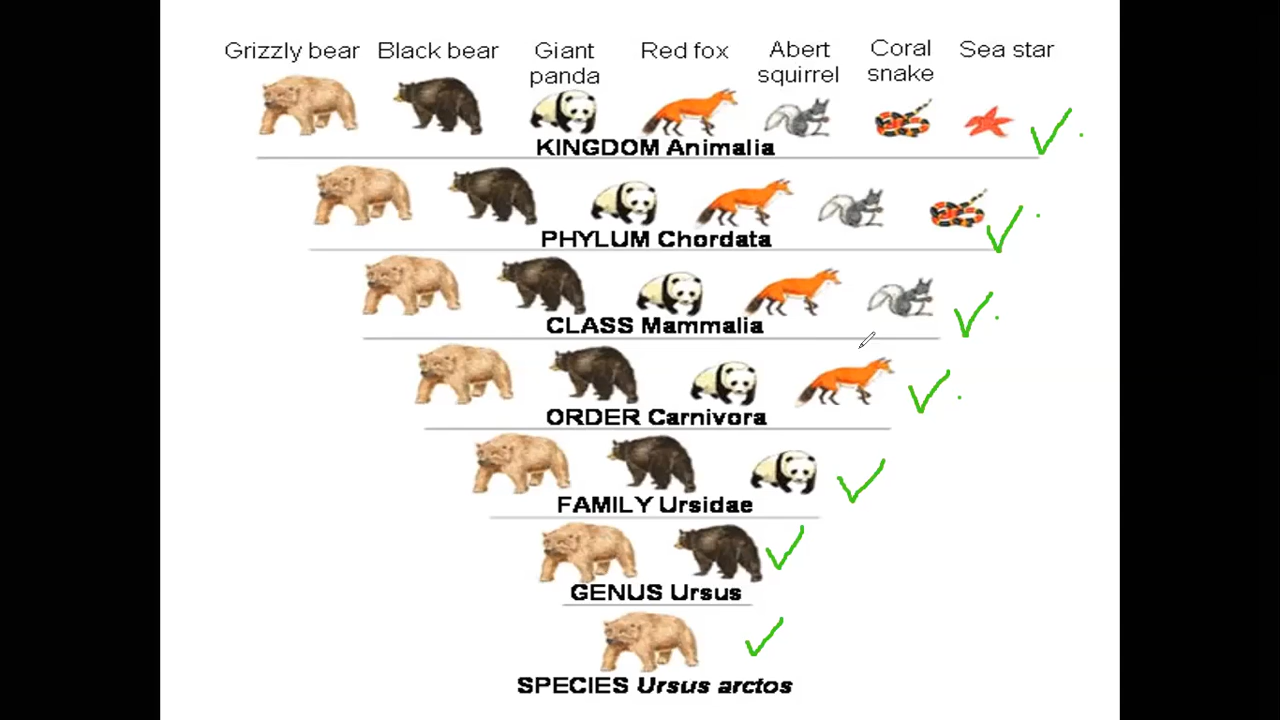 Grizzly bear Black bear Giant panda Red fox Abert squirrel Coral snake Sea star
KINGDOM Animalia
PHYLUM Chordata
CLASS Mammalia
ORDER Carnivora
FAMILY Ursidae
GENUS Ursus
SPECIES Ursus arctos